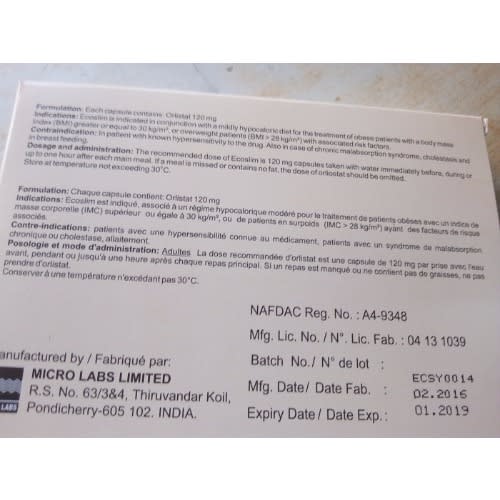 Formulation: Each capsule contains: Orlistat 120 mg
Indications: Ecoslim is indicated in conjunction with a mildly hypocaloric diet for the treatment of obese patients with a body mass
index (BMI) greater or equal to 30 kg/m², or overweight patients (BMI > 28 kg/m²) with associated risk factors.
Contraindication: In patient with known hypersensitivity to the drug. Also in case of chronic malabsorption syndrome, cholestasis and
in breast feeding.
Dosage and administration: The recommended dose of Ecoslim is 120 mg capsules taken with water immediately before, during or
up to one hour after each main meal. If a meal is missed or contains no fat, the dose of orlistat should be omitted.
Store at temperature not exceeding 30°C.
Formulation: Chaque capsule contient: Orlistat 120 mg
Indications: Ecoslim est indiqué, associé à un régime hypocalorique modéré pour le traitement de patients obèses avec un indice de
masse corporelle (IMC) supérieur ou égale à 30 kg/m², ou de patients en surpoids (IMC > 28 kg/m²) ayant des facteurs de risque
associés.
Contre-indications: patients avec une hypersensibilité connue au médicament, patients avec un syndrome de malabsorption
chronique ou cholestase, allaitement.
Posologie et mode d'administration: Adultes La dose recommandée d'orlistat est une capsule de 120 mg par prise avec l'eau
avant, pendant ou jusqu'à une heure après chaque repas principal. Si un repas est manqué ou ne contient pas de graisses, ne pas
prendre d'orlistat.
Conserver à une température n'excédant pas 30°C.
NAFDAC Reg. No. : A4-9348
Mfg. Lic. No. / N°. Lic. Fab. : 04 13 1039
Batch No./ N° de lot : ECSY0014
Mfg. Date/ Date Fab. : 02.2016
Expiry Date/ Date Exp.: 01.2019
anufactured by / Fabriqué par:
MICRO LABS LIMITED
R.S. No. 63/3&4, Thiruvandar Koil,
Pondicherry-605 102. INDIA.
LABS